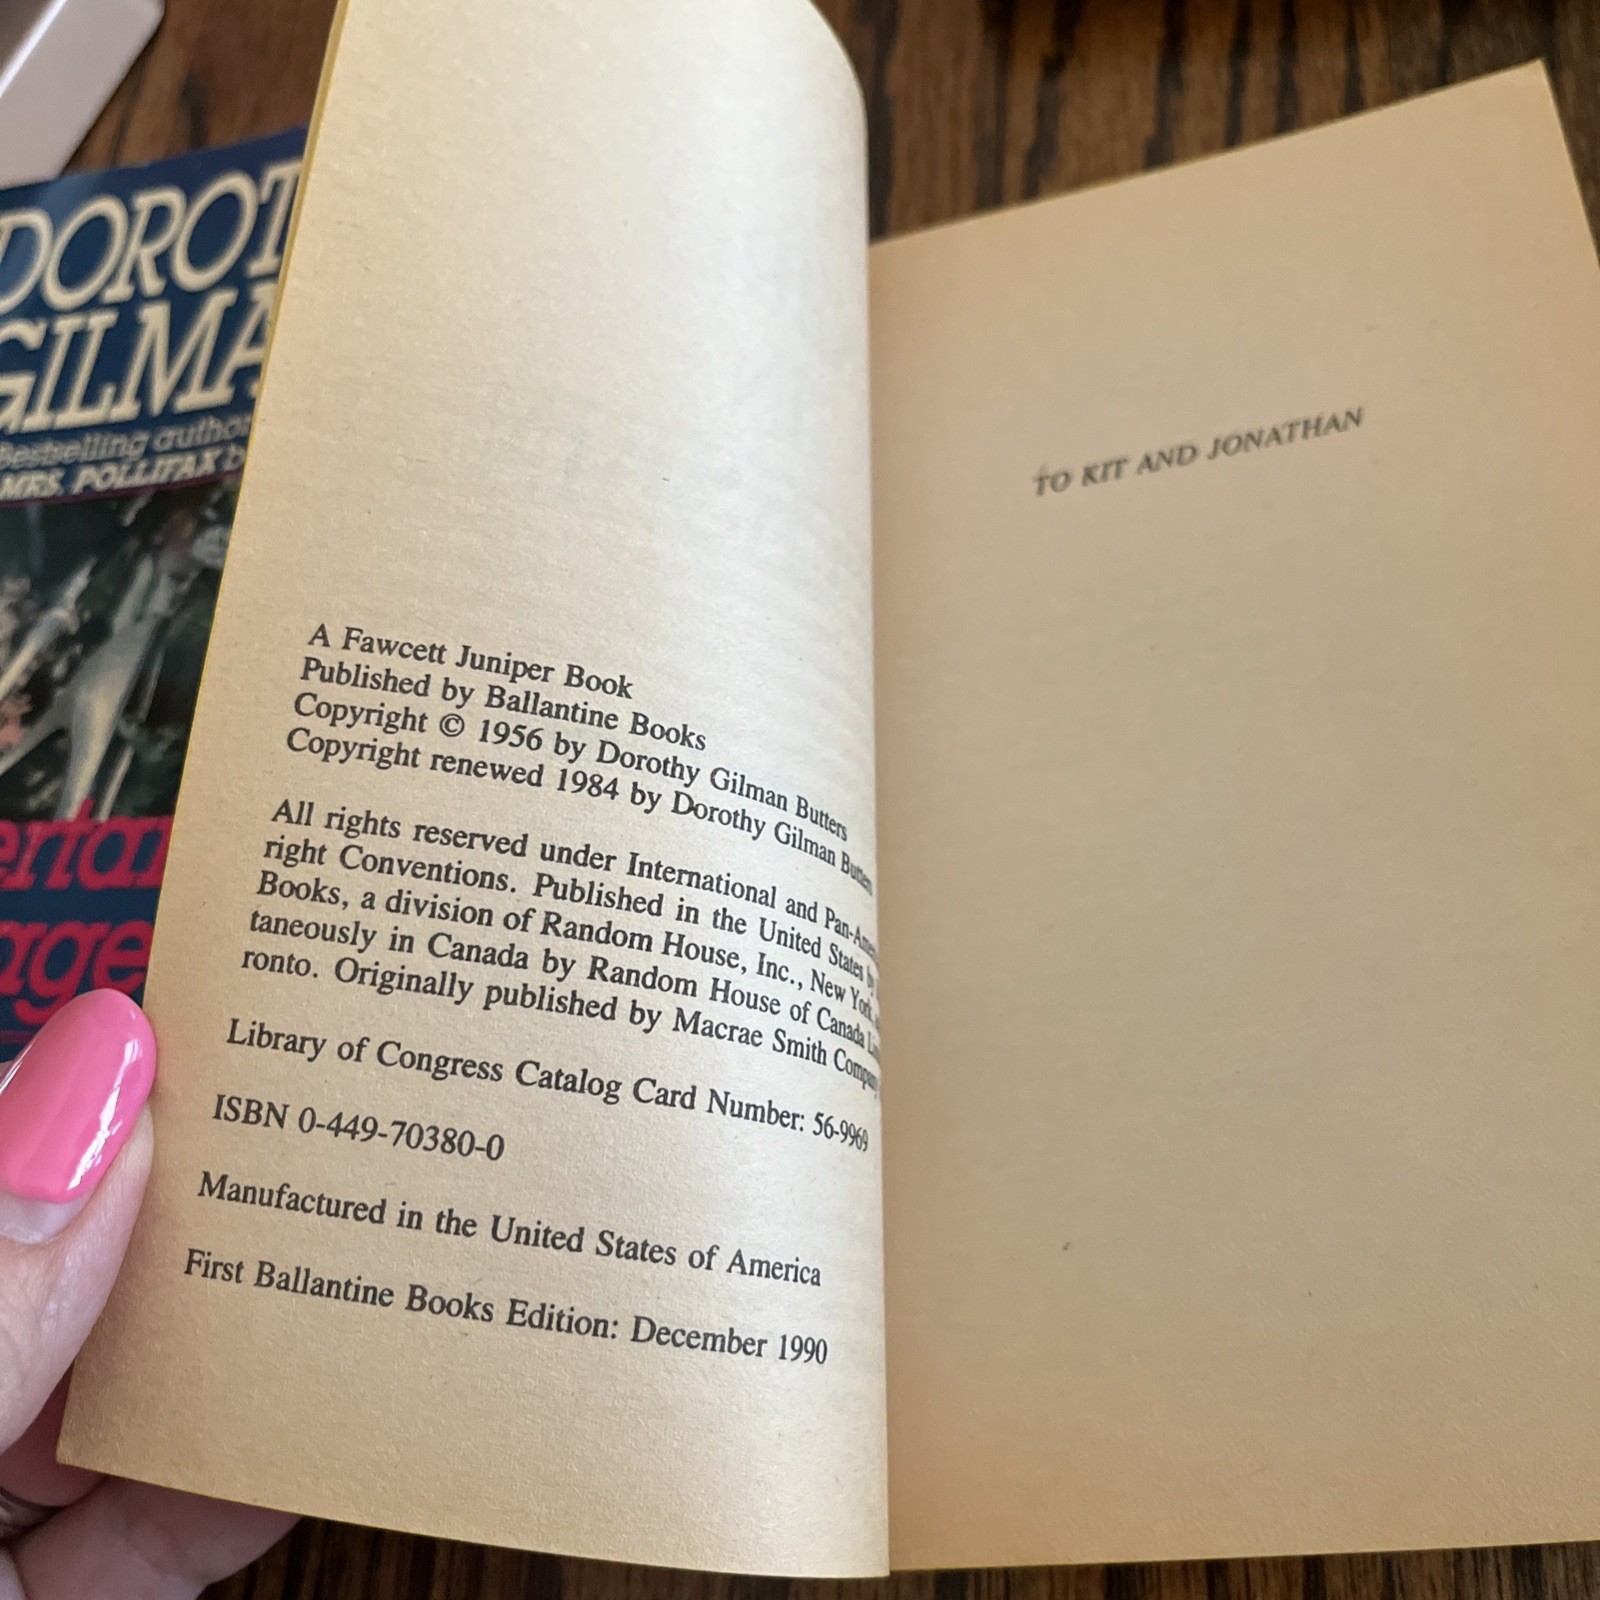 DOROT
GILMA
Bestselling author
MRS. POLLIFAX
ertai
age
A Fawcett Juniper Book
Published by Ballantine Books
Copyright © 1956 by Dorothy Gilman Butters
Copyright renewed 1984 by Dorothy Gilman Butters
All rights reserved under International and Pan-Amer
right Conventions. Published in the United States by
Books, a division of Random House, Inc., New York,
taneously in Canada by Random House of Canada
ronto. Originally published by Macrae Smith Company
Library of Congress Catalog Card Number: 56-9969
ISBN 0-449-70380-0
Manufactured in the United States of America
First Ballantine Books Edition: December 1990
TO KIT AND JONATHAN